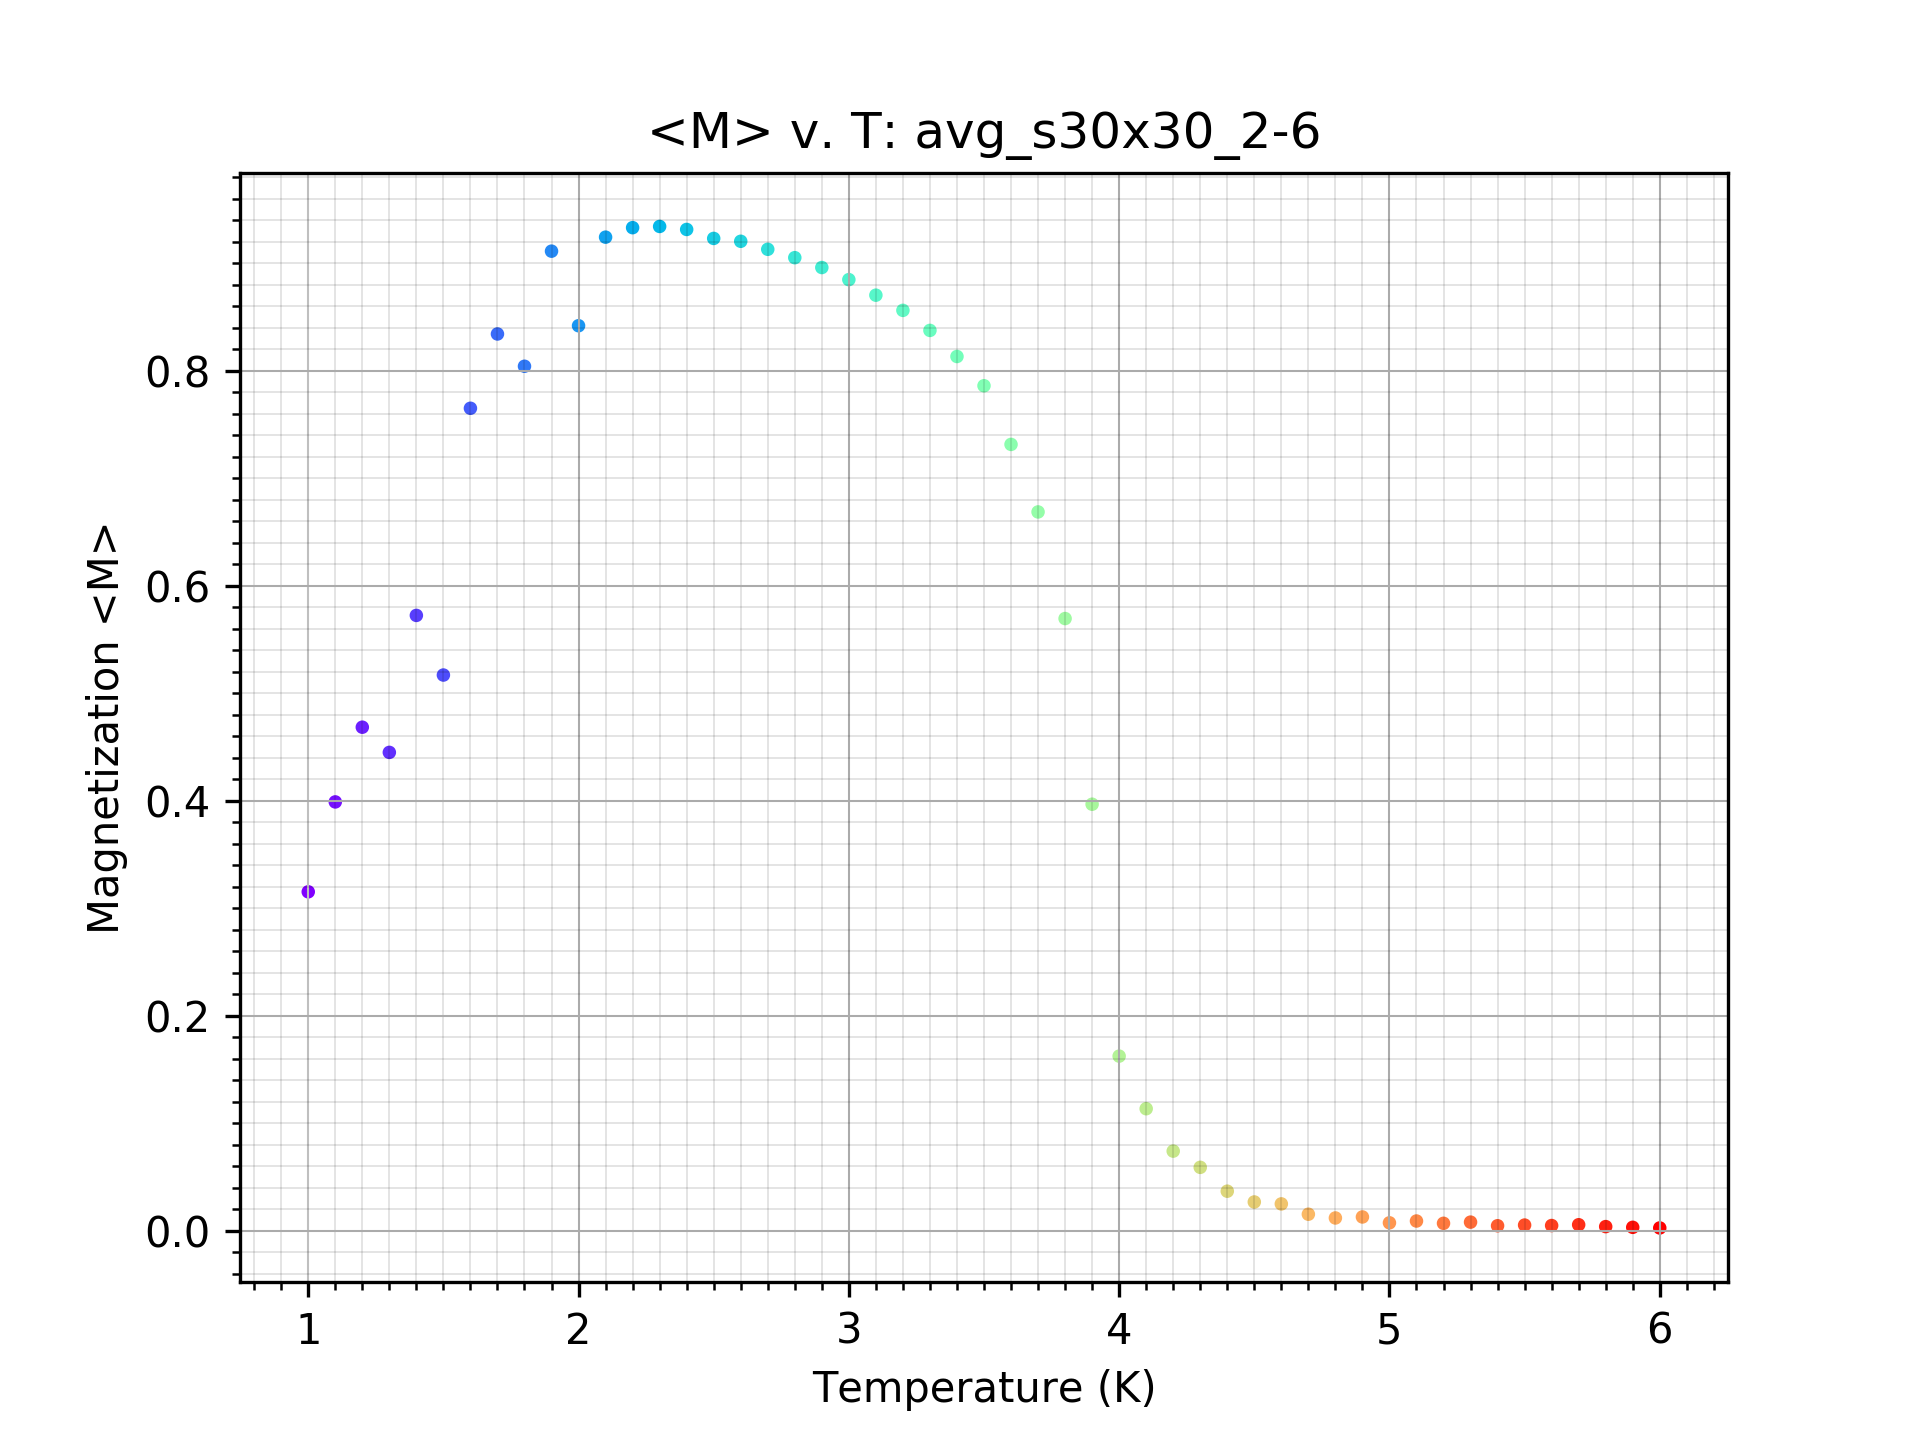 <M> v. T: avg_s30x30_2-6
Magnetization <M>
0.8
0.6
0.4
0.2
0.0
1 2 3 4 5 6
Temperature (K)